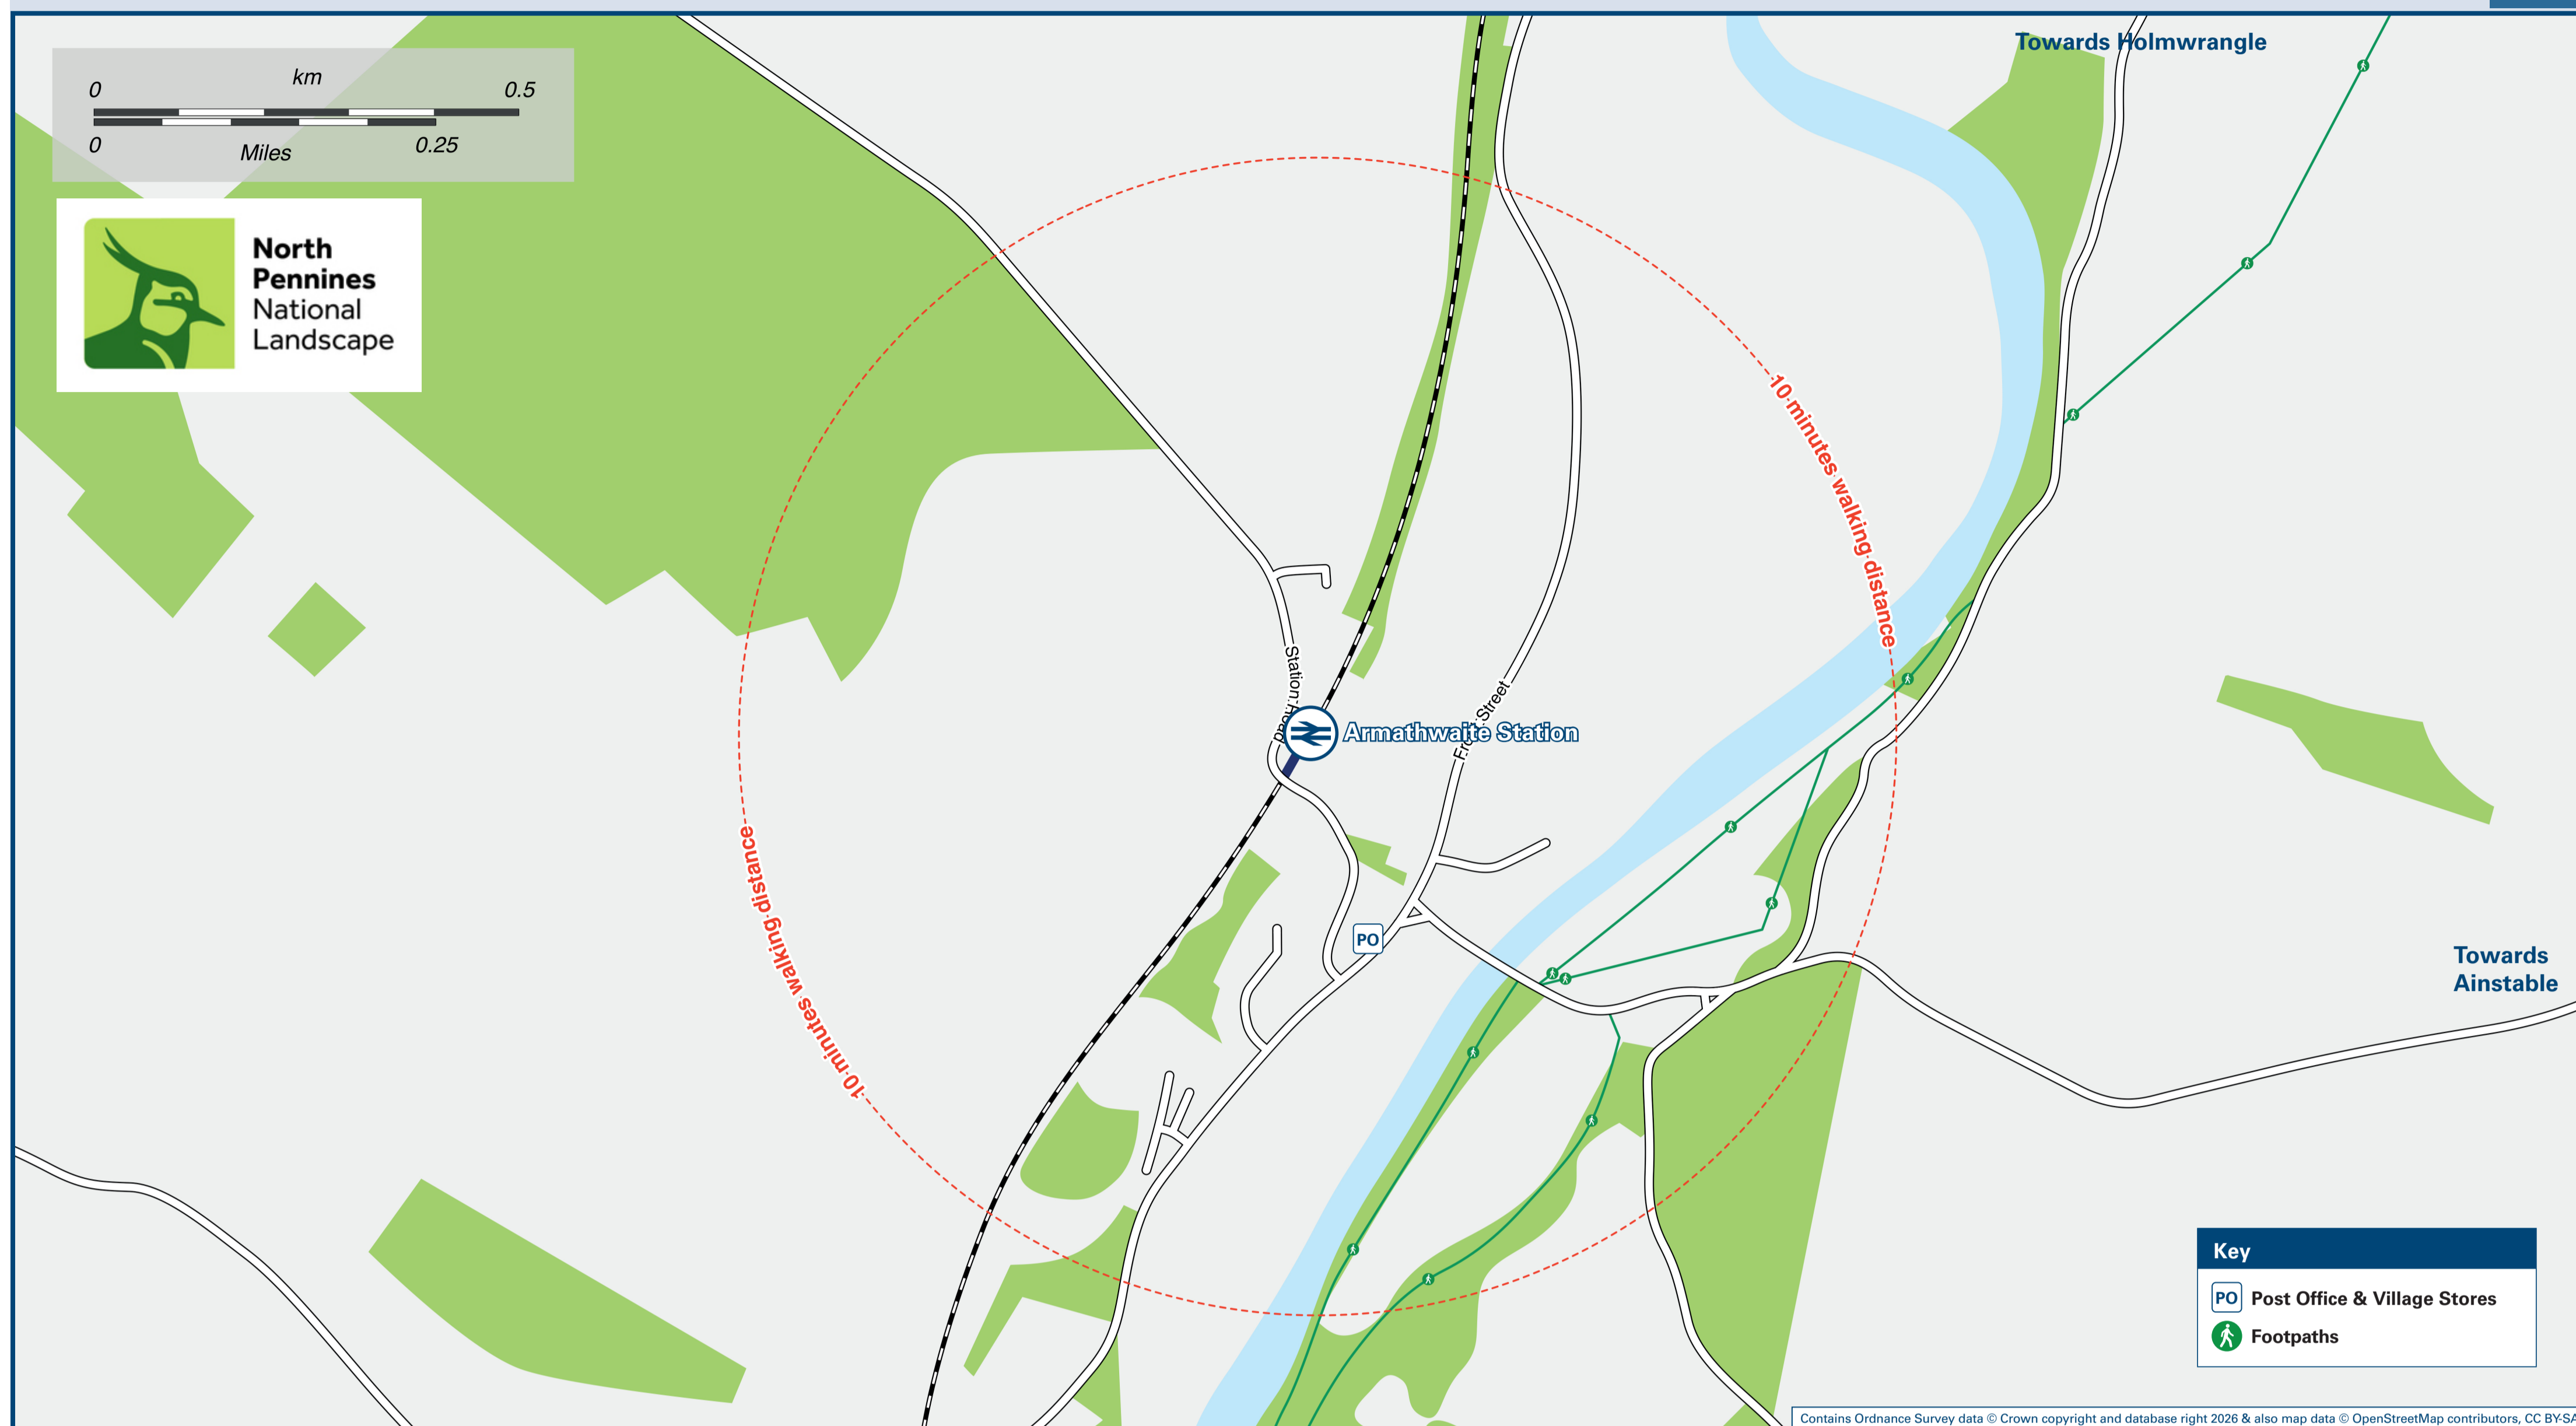 Towards Holmwrangle
km
0 0.5
0 0.25
Miles
North
Pennines
National
Landscape
10 minutes walking distance
Station Road
Armathwaite Station
Front Street
10 minutes walking distance
PO
Towards
Ainstable
Key
PO Post Office & Village Stores
Footpaths
Contains Ordnance Survey data © Crown copyright and database right 2026 & also map data © OpenStreetMap contributors, CC BY-SA